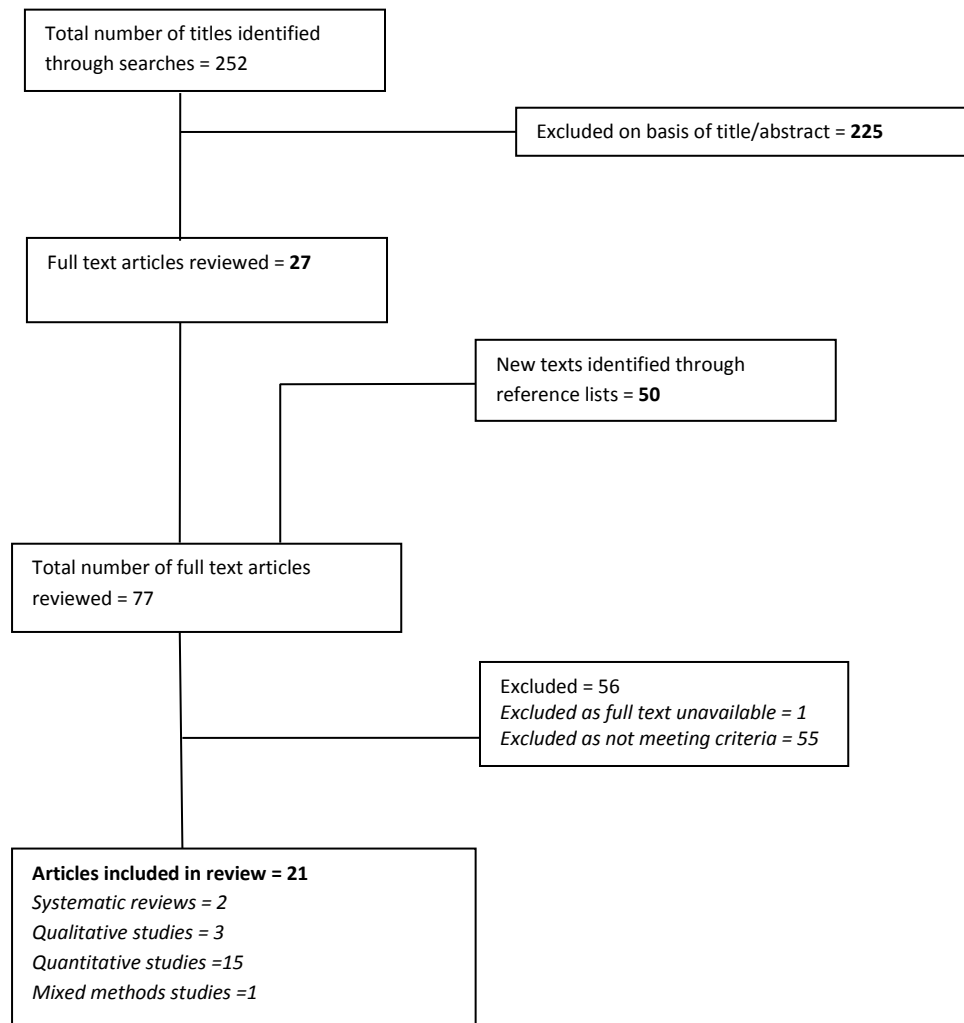 Total number of titles identified
through searches = 252
Excluded on basis of title/abstract = 225
Full text articles reviewed = 27
New texts identified through
reference lists = 50
Total number of full text articles
reviewed = 77
Excluded = 56
Excluded as full text unavailable = 1
Excluded as not meeting criteria = 55
Articles included in review = 21
Systematic reviews = 2
Qualitative studies = 3
Quantitative studies =15
Mixed methods studies =1